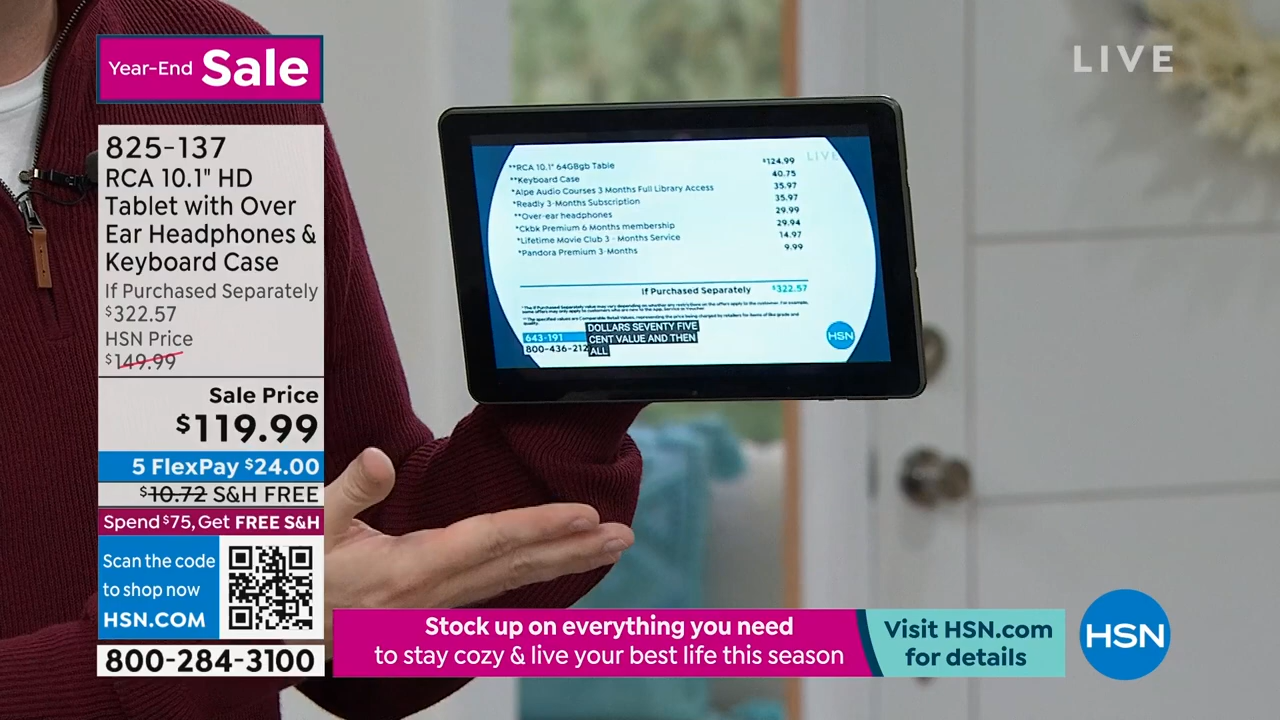 Year-End Sale
825-137
RCA 10.1" HD
Tablet with Over
Ear Headphones &
Keyboard Case
If Purchased Separately
$322.57
HSN Price
$149.99
Sale Price
$119.99
5 FlexPay $24.00
$10.72 S&H FREE
Spend $75, Get FREE S&H
Scan the code
to shop now
HSN.COM
800-284-3100
LIVE
LIVE
**RCA 10.1" 64GBgb Table $124.99
**Keyboard Case 40.75
*Alpe Audio Courses 3 Months Full Library Access 35.97
*Readly 3-Months Subscription 35.97
**Over-ear headphones 29.99
*Ckbk Premium 6 Months membership 29.94
*Lifetime Movie Club 3 - Months Service 14.97
*Pandora Premium 3-Months 9.99
If Purchased Separately $322.57
643-191
800-436-212
DOLLARS SEVENTY FIVE
CENT VALUE AND THEN
ALL
HSN
Stock up on everything you need
to stay cozy & live your best life this season
Visit HSN.com
for details
HSN